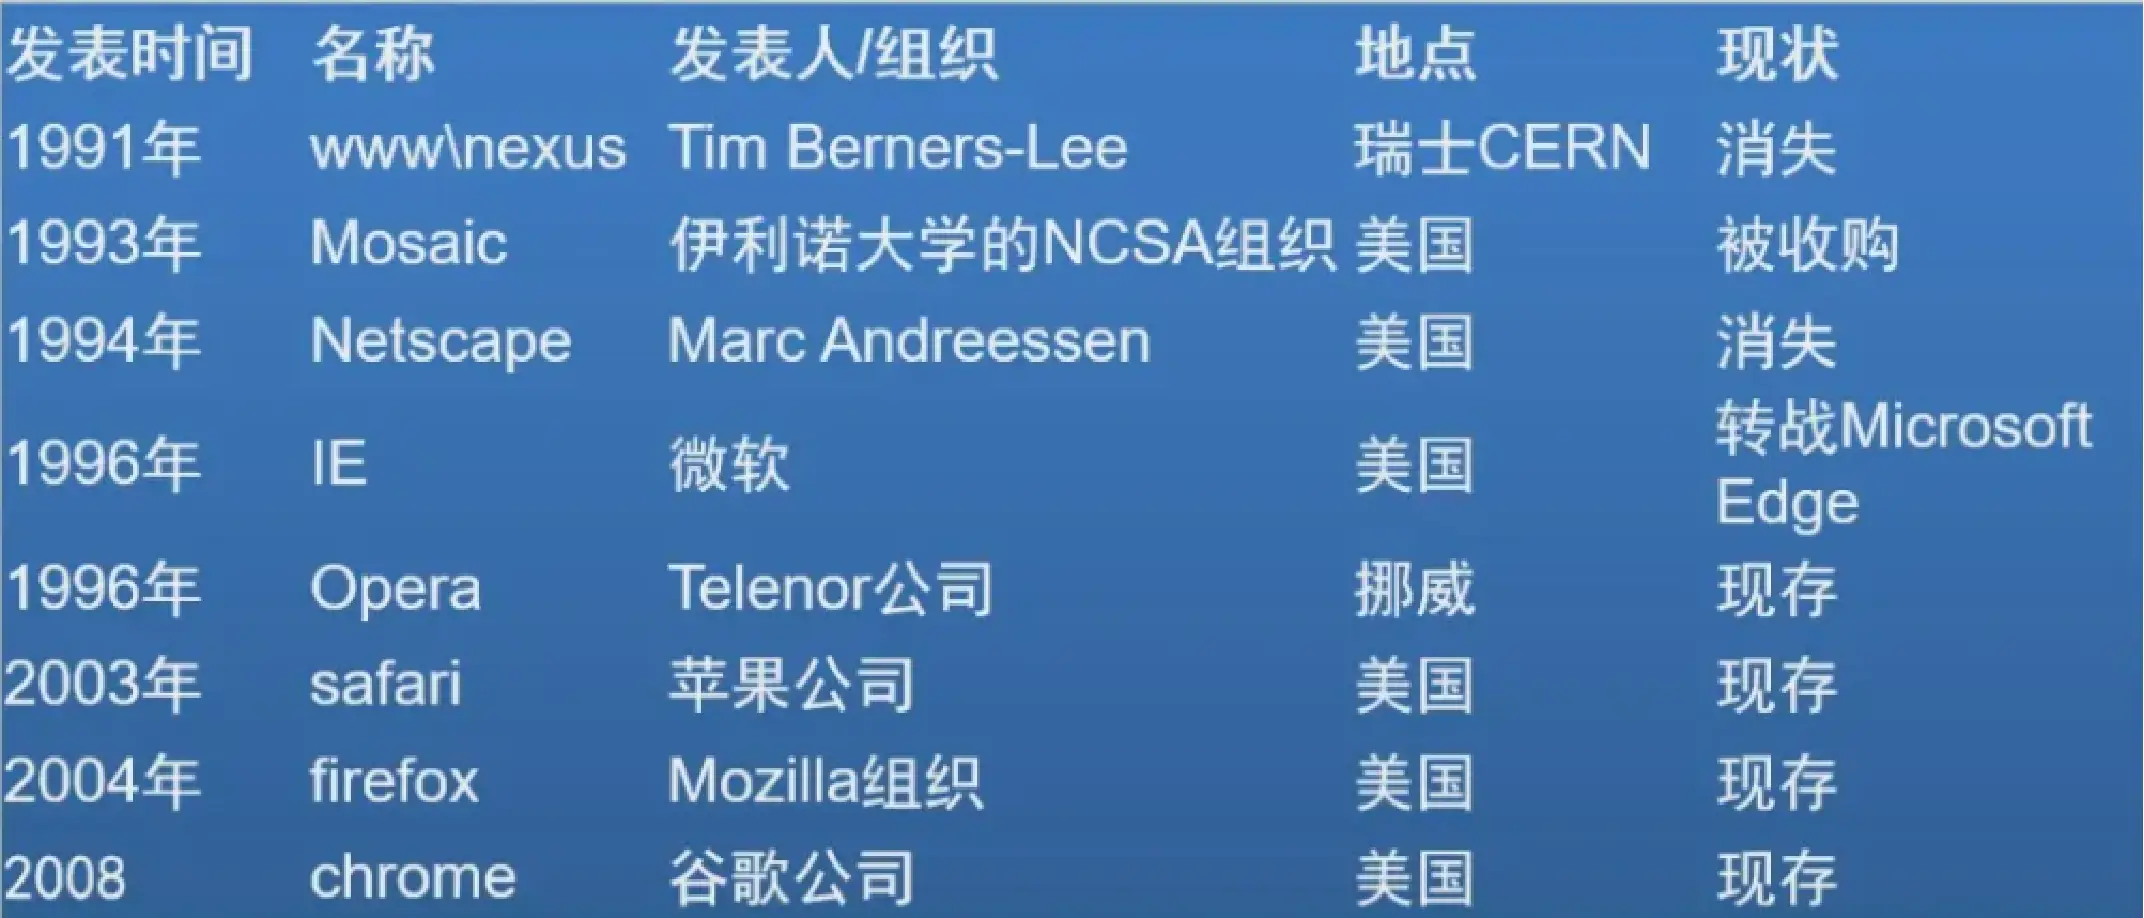 发表时间 名称 发表人/组织 地点 现状
1991年 www\nexus Tim Berners-Lee 瑞士CERN 消失
1993年 Mosaic 伊利诺大学的NCSA组织 美国 被收购
1994年 Netscape Marc Andreessen 美国 消失
1996年 IE 微软 美国 转战Microsoft
Edge
1996年 Opera Telenor公司 挪威 现存
2003年 safari 苹果公司 美国 现存
2004年 firefox Mozilla组织 美国 现存
2008 chrome 谷歌公司 美国 现存